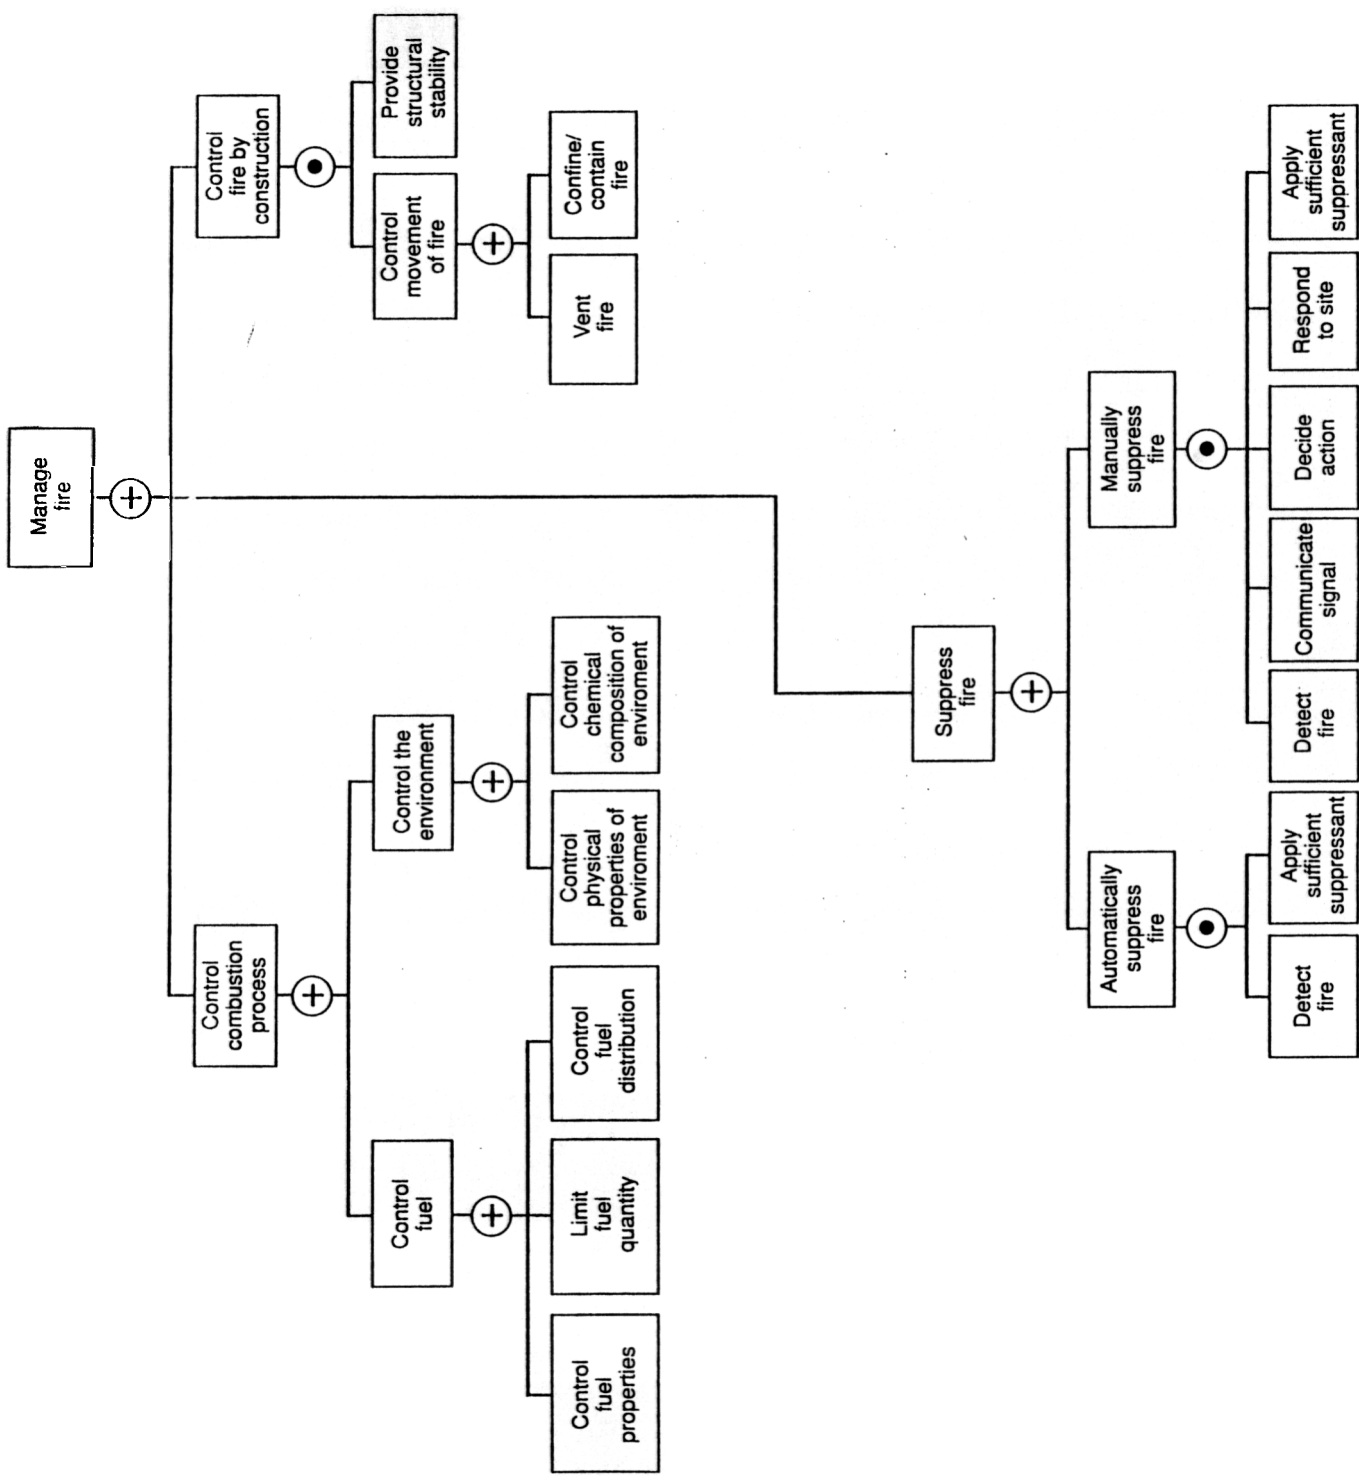 Manage
fire
+
Control
combustion
process
+
Control
fire by
construction
Control
fuel
+
Control the
environment
+
Control
movement
of fire
+
Provide
structural
stability
Control
fuel
properties
Limit
fuel
quantity
Control
fuel
distribution
Control
physical
properties of
enviroment
Control
chemical
composition of
enviroment
Vent
fire
Confine/
contain
fire
Suppress
fire
+
Automatically
suppress
fire
Manually
suppress
fire
Detect
fire
Apply
sufficient
suppressant
Detect
fire
Communicate
signal
Decide
action
Respond
to site
Apply
sufficient
suppressant